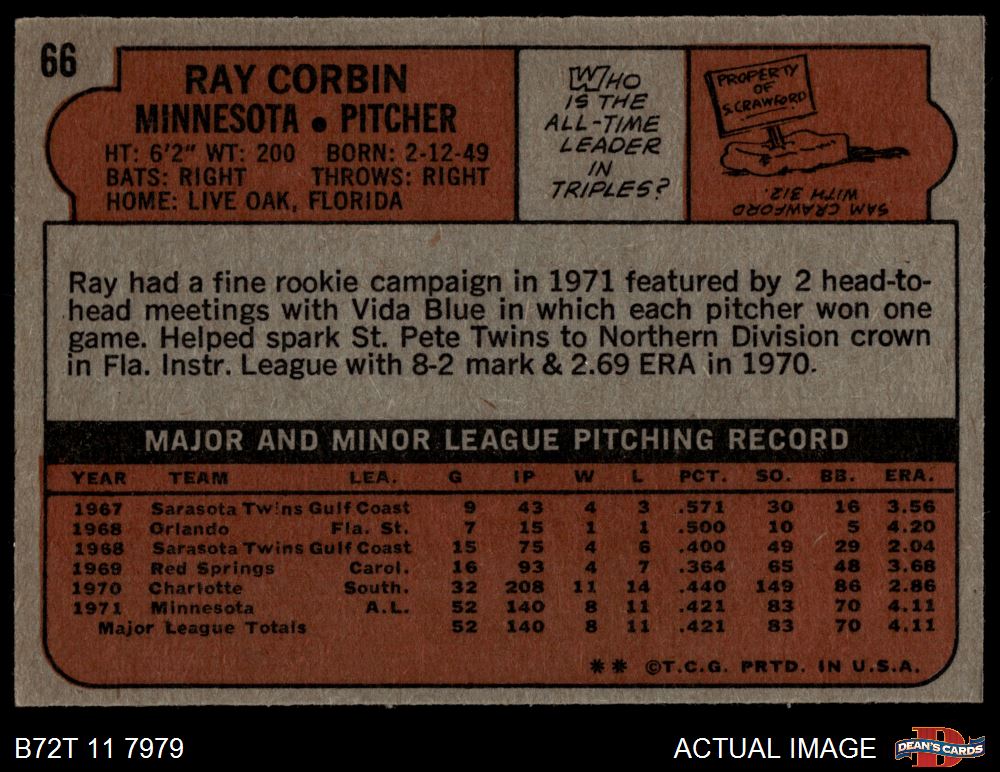 66
RAY CORBIN
MINNESOTA • PITCHER
HT: 6'2" WT: 200 BORN: 2-12-49
BATS: RIGHT THROWS: RIGHT
HOME: LIVE OAK, FLORIDA
WHO
IS THE
ALL-TIME
LEADER
IN
TRIPLES?
PROPERTY
OF
S. CRAWFORD
SAM CRAWFORD
WITH 312.
Ray had a fine rookie campaign in 1971 featured by 2 head-to-
head meetings with Vida Blue in which each pitcher won one
game. Helped spark St. Pete Twins to Northern Division crown
in Fla. Instr. League with 8-2 mark & 2.69 ERA in 1970.
MAJOR AND MINOR LEAGUE PITCHING RECORD
YEAR TEAM LEA. G IP W L PCT. SO. BB. ERA.
1967 Sarasota Twins Gulf Coast 9 43 4 3 .571 30 16 3.56
1968 Orlando Fla. St. 7 15 1 1 .500 10 5 4.20
1968 Sarasota Twins Gulf Coast 15 75 4 6 .400 49 29 2.04
1969 Red Springs Carol. 16 93 4 7 .364 65 48 3.68
1970 Charlotte South. 32 208 11 14 .440 149 86 2.86
1971 Minnesota A.L. 52 140 8 11 .421 83 70 4.11
Major League Totals 52 140 8 11 .421 83 70 4.11
** ©T.C.G. PRTD. IN U.S.A.
B72T 11 7979
ACTUAL IMAGE
DEAN'S CARDS